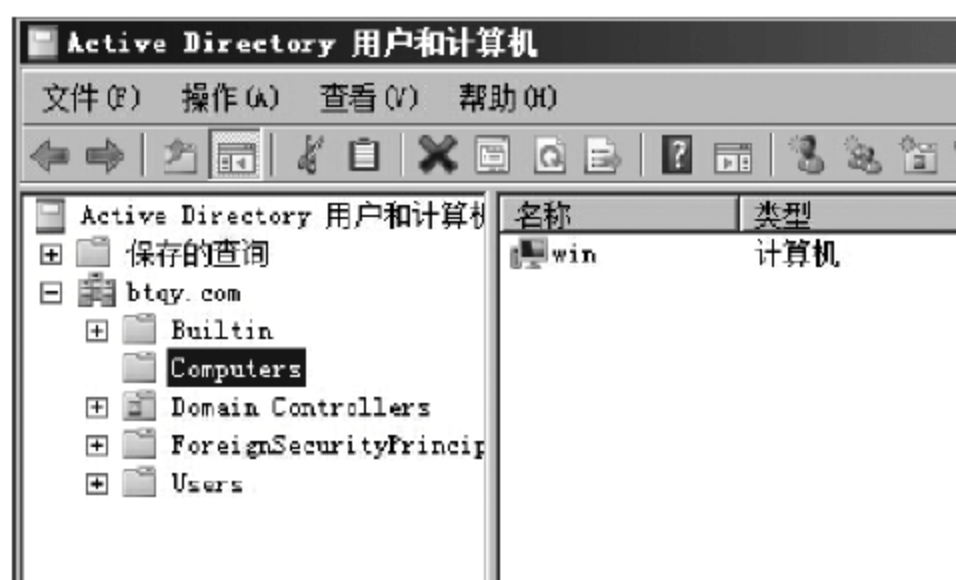 Active Directory 用户和计算机
文件(F) 操作(A) 查看(V) 帮助(H)
Active Directory 用户和计算机
名称 类型
保存的查询
win 计算机
btqy.com
Builtin
Computers
Domain Controllers
ForeignSecurityPrincip
Users